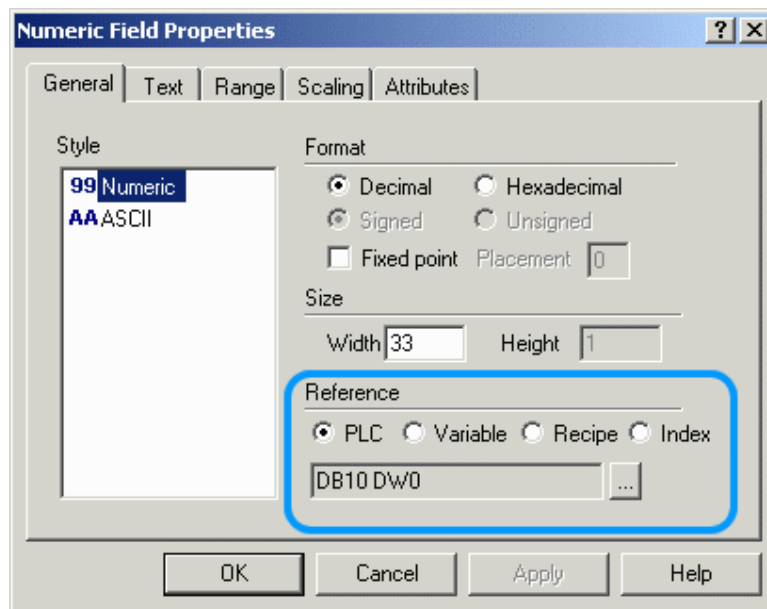 Numeric Field Properties
General Text Range Scaling Attributes
Style
99 Numeric
AA ASCII
Format
Decimal Hexadecimal
Signed Unsigned
Fixed point Placement 0
Size
Width 33 Height 1
Reference
PLC Variable Recipe Index
DB10 DW0 ...
OK Cancel Apply Help